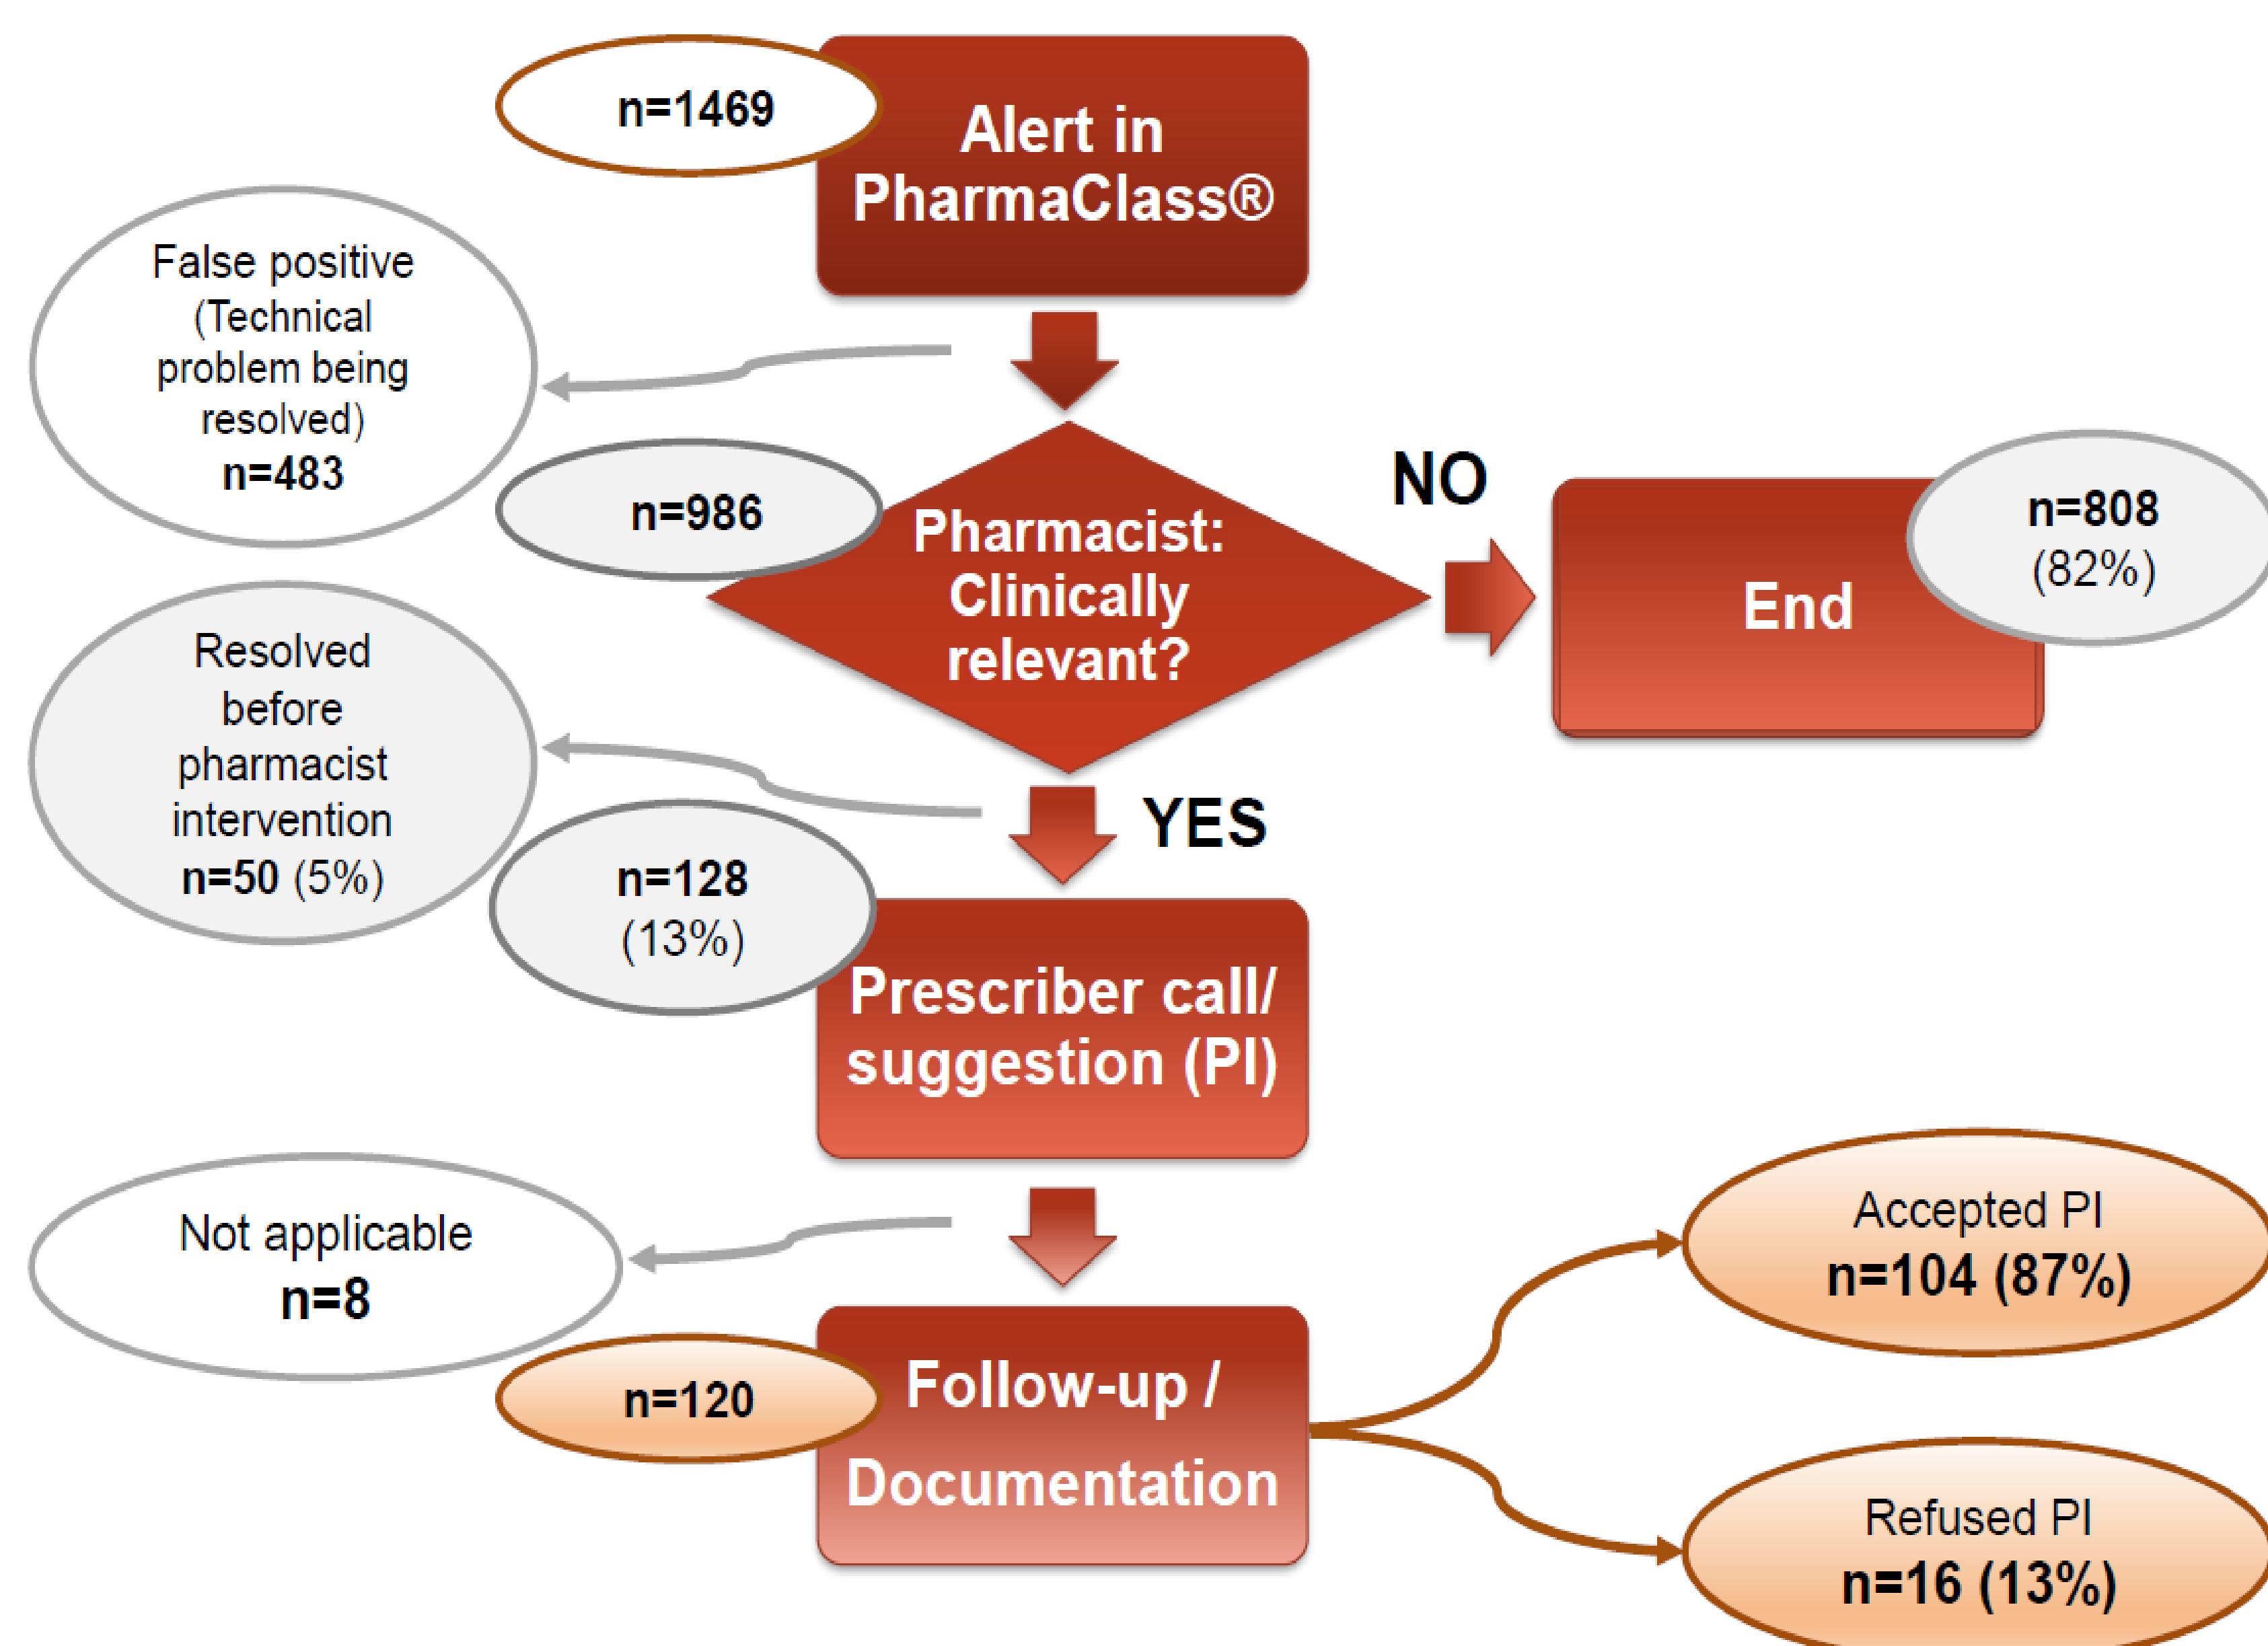 n=1469
Alert in
PharmaClass®
False positive
(Technical
problem being
resolved)
n=483
n=986
Pharmacist:
Clinically
relevant?
NO
End
n=808
(82%)
Resolved
before
pharmacist
intervention
n=50 (5%)
YES
n=128
(13%)
Prescriber call/
suggestion (PI)
Not applicable
n=8
n=120
Follow-up /
Documentation
Accepted PI
n=104 (87%)
Refused PI
n=16 (13%)